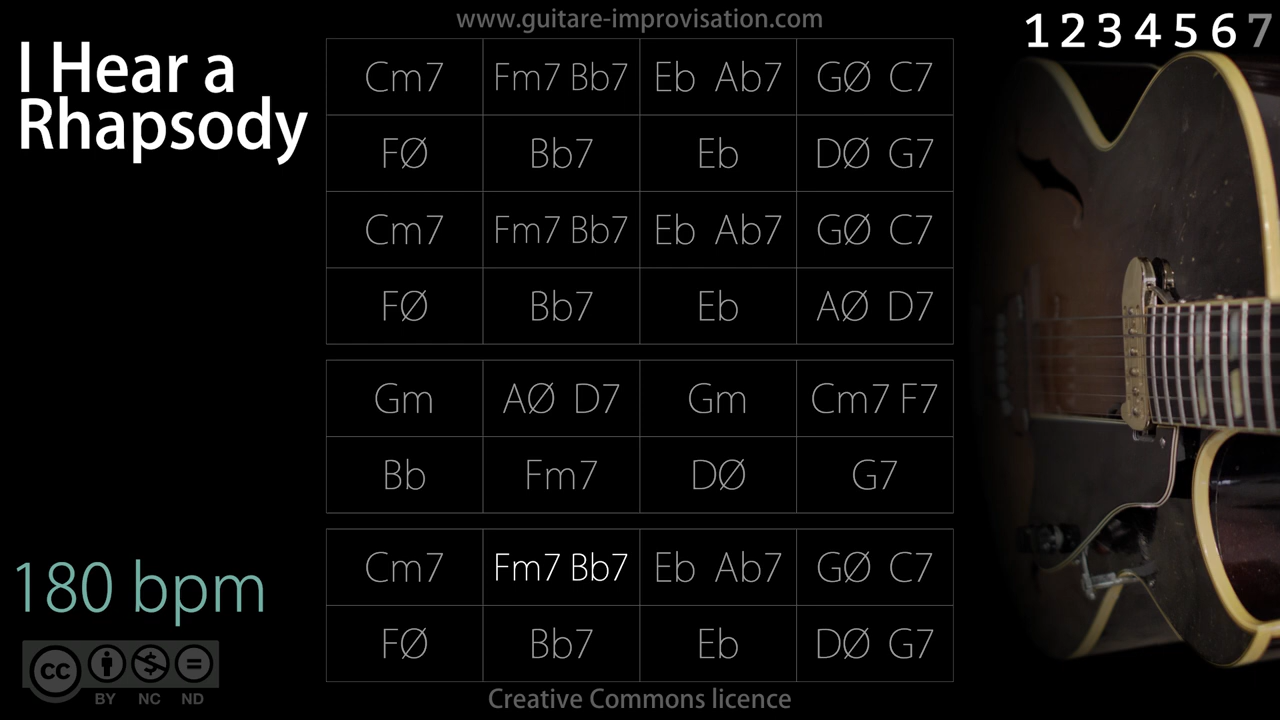 www.guitare-improvisation.com
1 2 3 4 5 6 7
I Hear a
Rhapsody
Cm7 Fm7 Bb7 Eb Ab7 GØ C7
FØ Bb7 Eb DØ G7
Cm7 Fm7 Bb7 Eb Ab7 GØ C7
FØ Bb7 Eb AØ D7
Gm AØ D7 Gm Cm7 F7
Bb Fm7 DØ G7
Cm7 Fm7 Bb7 Eb Ab7 GØ C7
FØ Bb7 Eb DØ G7
180 bpm
cc
BY NC ND
Creative Commons licence